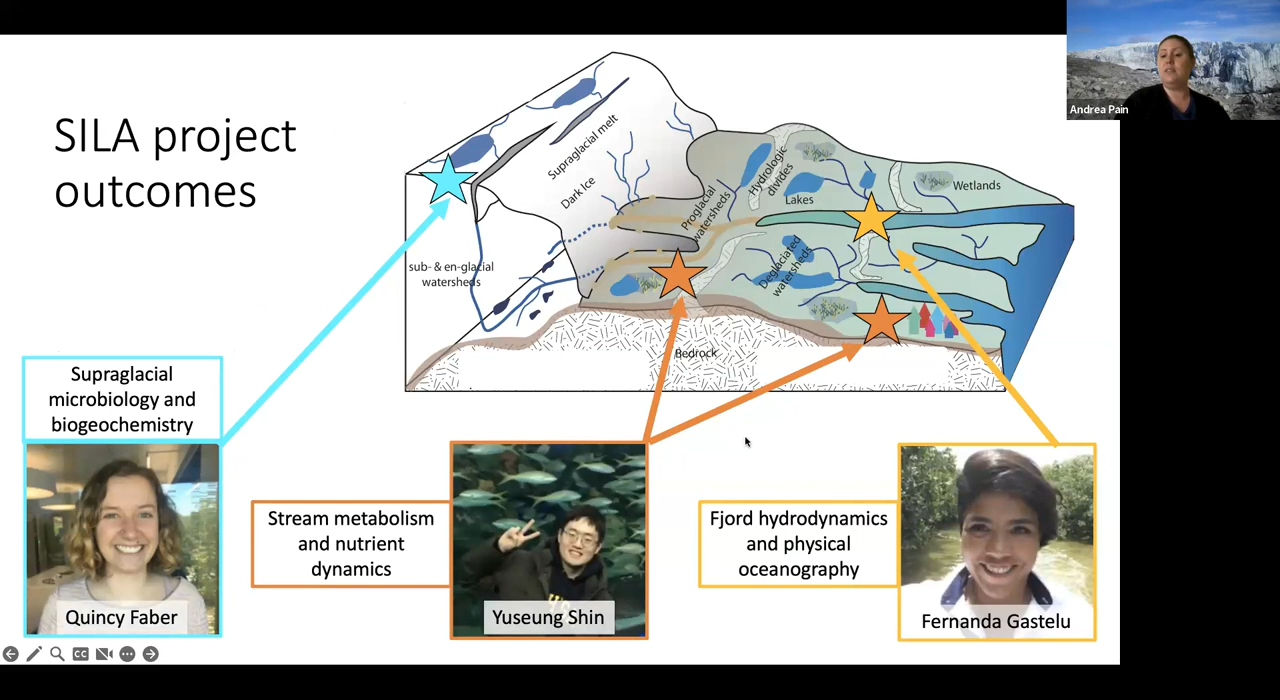 Andrea Pain
SILA project
outcomes
Supraglacial melt
Dark Ice
sub- & en-glacial
watersheds
Proglacial
watersheds
Hydrologic
divides
Lakes
Wetlands
Deglaciated
watersheds
Bedrock
Supraglacial
microbiology and
biogeochemistry
Quincy Faber
Stream metabolism
and nutrient
dynamics
Yuseung Shin
Fjord hydrodynamics
and physical
oceanography
Fernanda Gastelu
CC